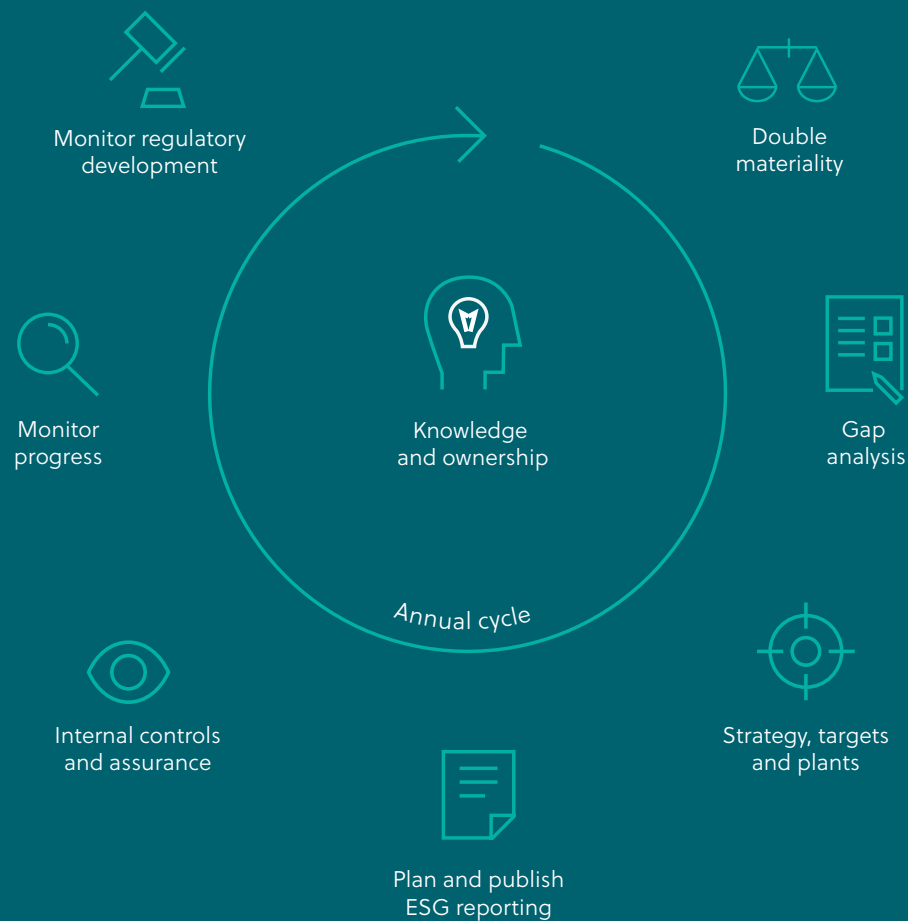 Monitor regulatory
development
Double
materiality
Monitor
progress
Knowledge
and ownership
Gap
analysis
Annual cycle
Internal controls
and assurance
Strategy, targets
and plants
Plan and publish
ESG reporting